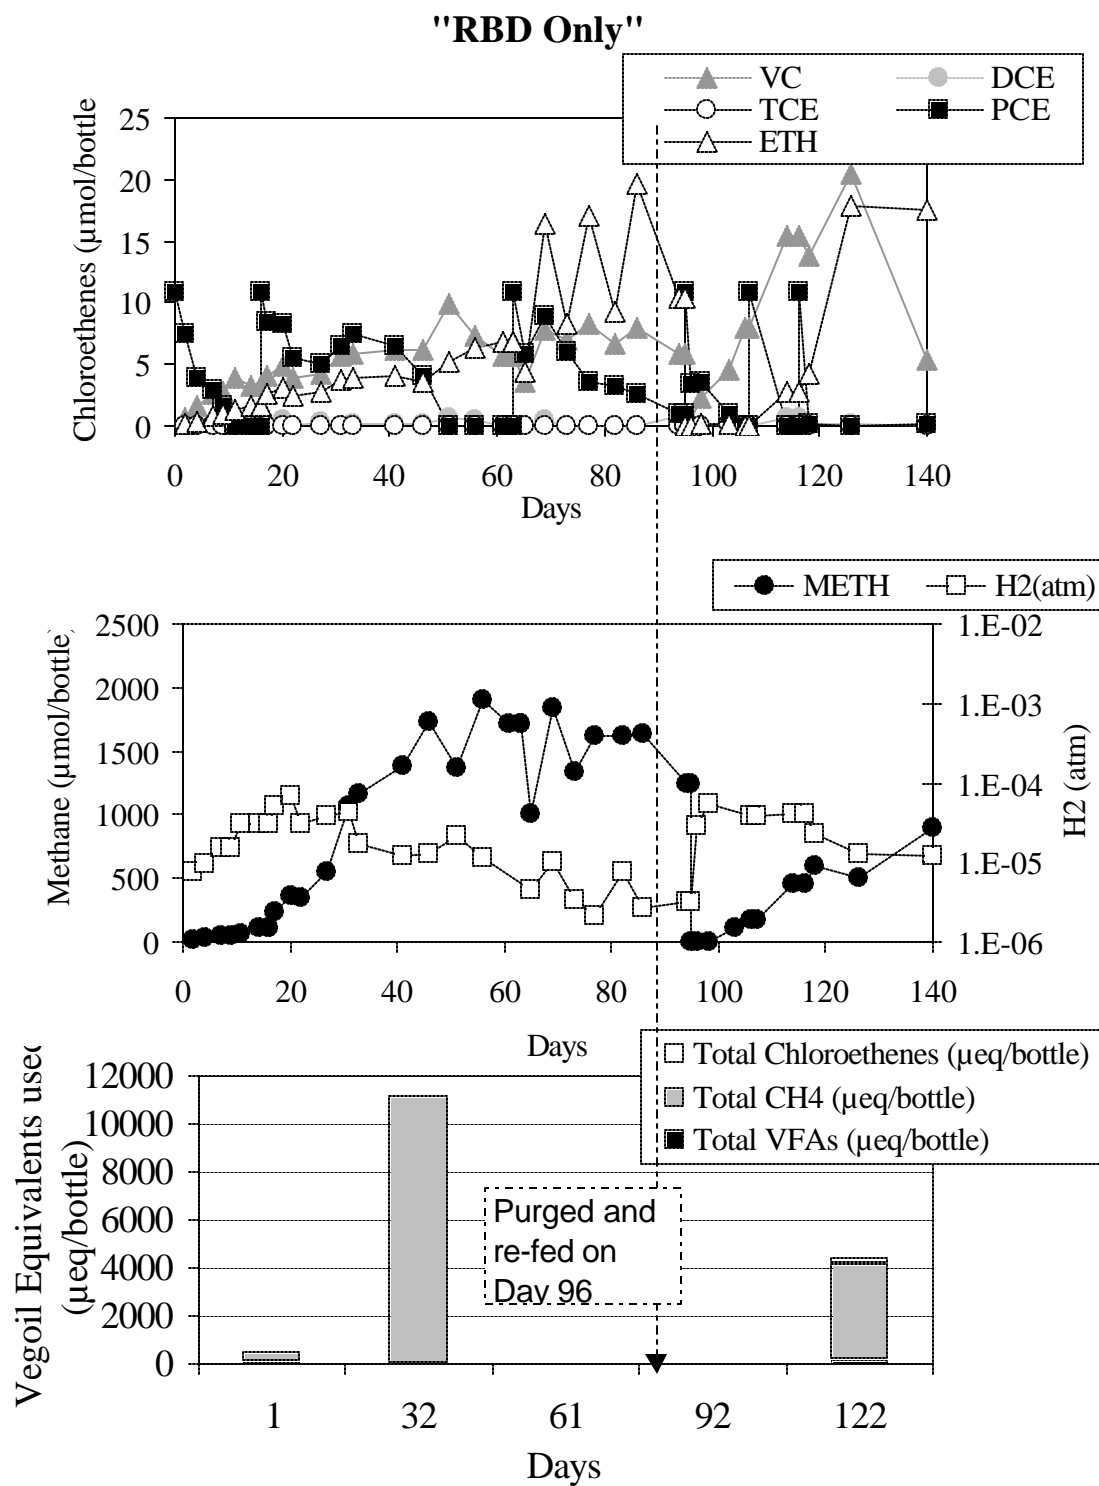 "RBD Only"
VC DCE
TCE PCE
ETH
Chloroethenes (µmol/bottle
25
20
15
10
5
0
0 20 40 60 80 100 120 140
Days
METH H2(atm)
Methane (µmol/bottle)
2500
2000
1500
1000
500
0
1.E-02
1.E-03
1.E-04
1.E-05
1.E-06
H2 (atm)
0 20 40 60 80 100 120 140
Days
Total Chloroethenes (µeq/bottle)
Total CH4 (µeq/bottle)
Total VFAs (µeq/bottle)
Vegoil Equivalents used
(µeq/bottle)
12000
10000
8000
6000
4000
2000
0
Purged and
re-fed on
Day 96
1 32 61 92 122
Days